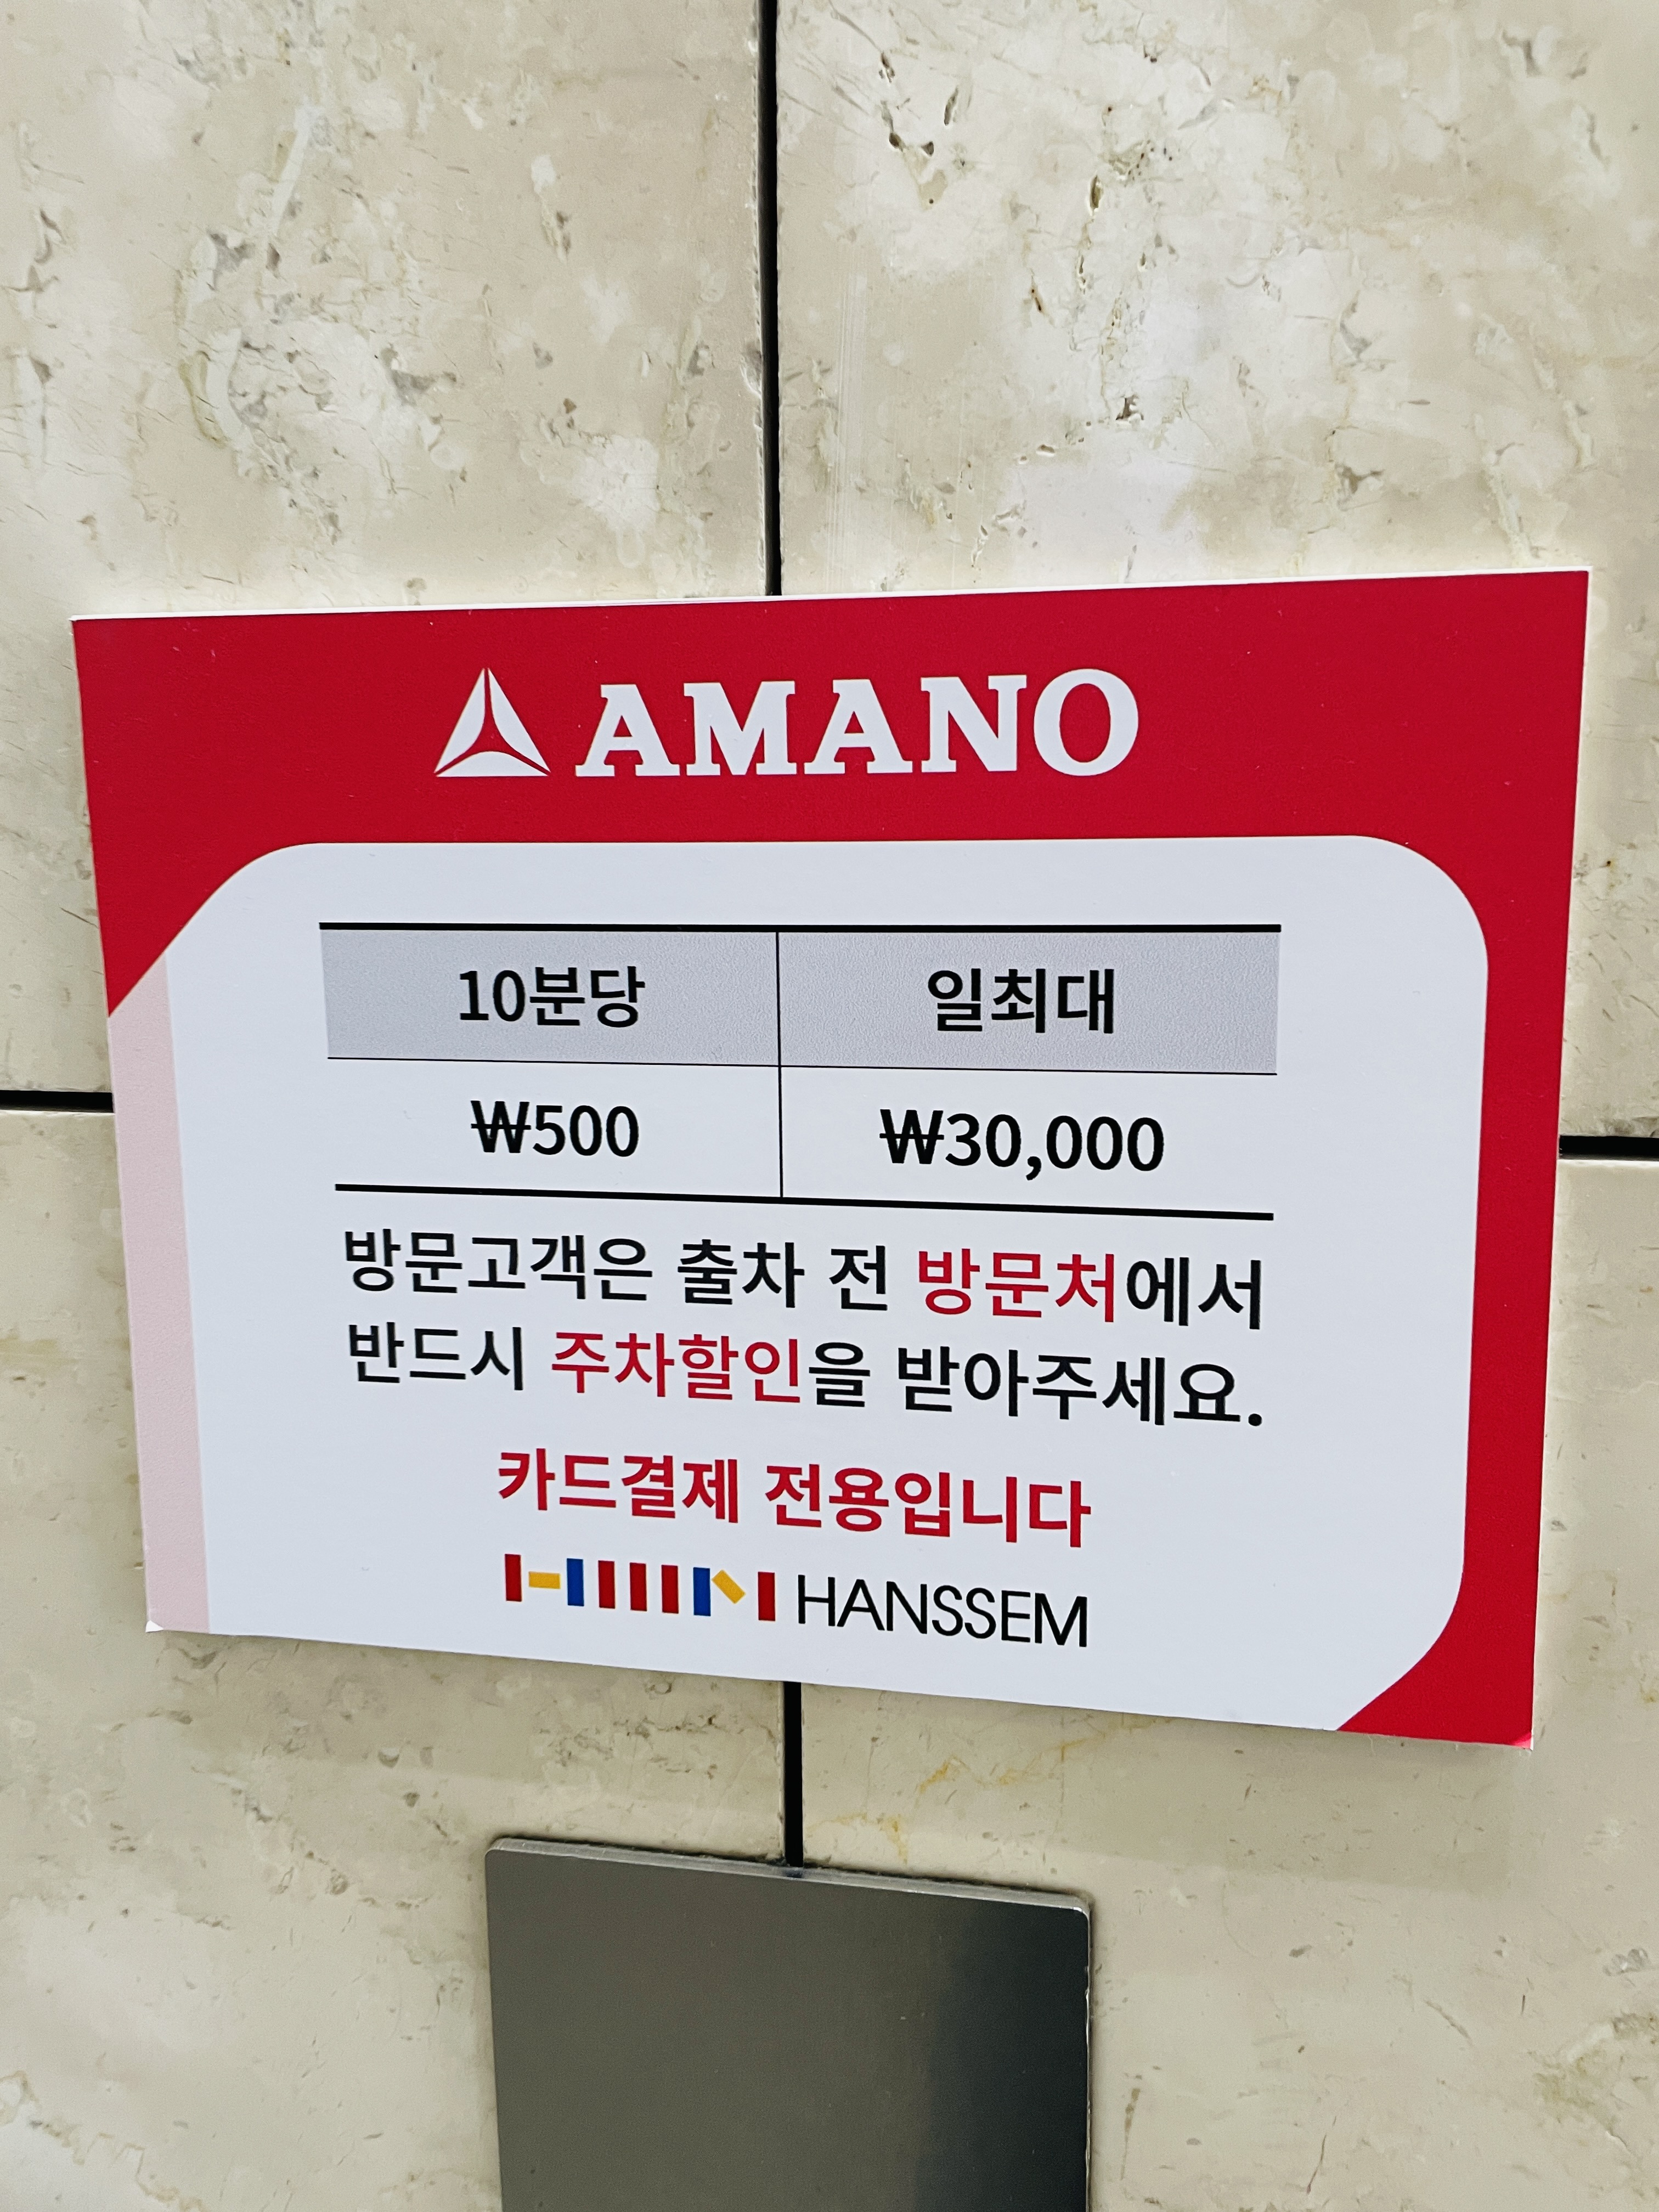 AMANO
10분당 일최대
₩500 ₩30,000
방문고객은 출차 전 방문처에서
반드시 주차할인을 받아주세요.
카드결제 전용입니다
HANSSEM